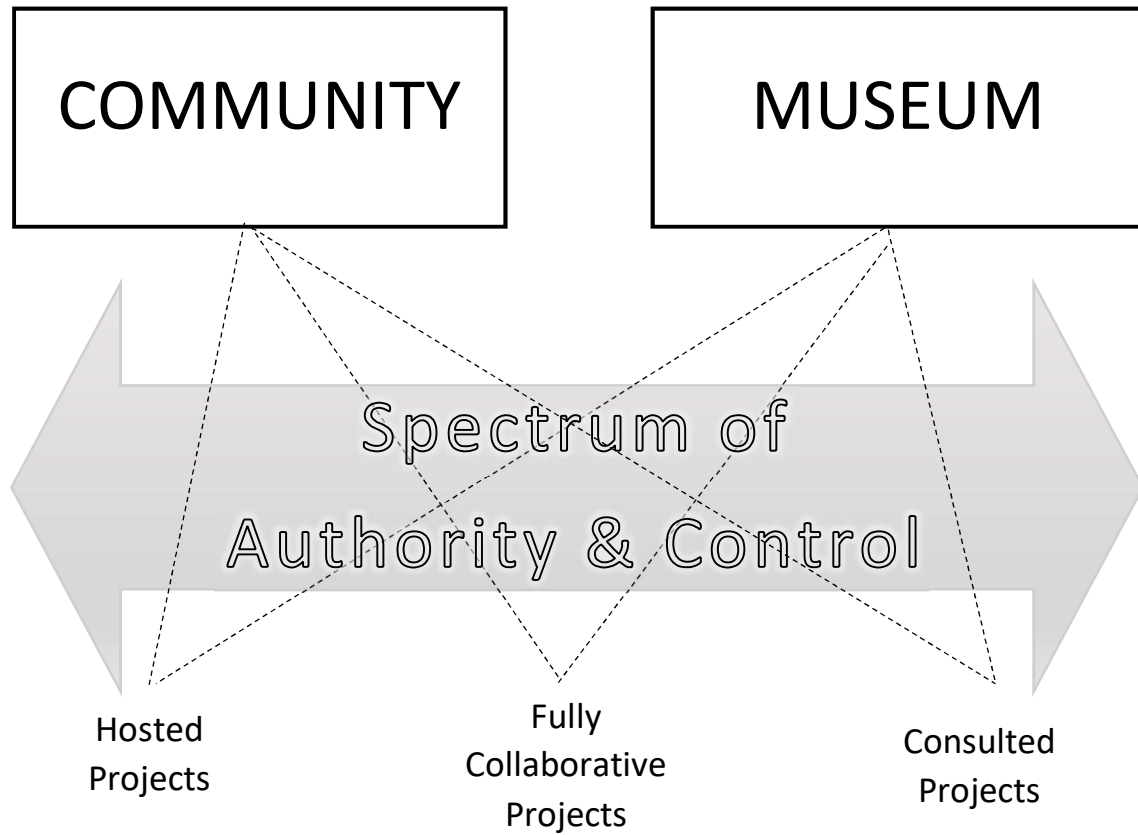 COMMUNITY
MUSEUM
Spectrum of
Authority & Control
Hosted
Projects
Fully
Collaborative
Projects
Consulted
Projects